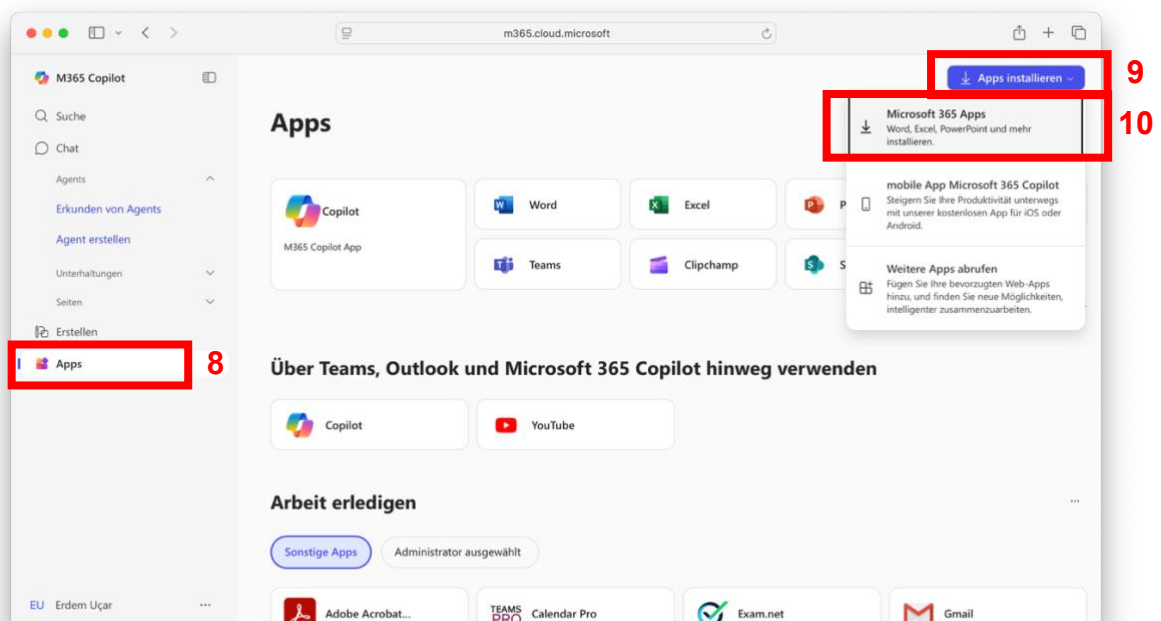 m365.cloud.microsoft
M365 Copilot
Suche
Chat
Agents
Erkunden von Agents
Agent erstellen
Unterhaltungen
Seiten
Erstellen
Apps
8
EU Erdem Uçar
Apps installieren
9
Microsoft 365 Apps
Word, Excel, PowerPoint und mehr
installieren.
10
mobile App Microsoft 365 Copilot
Steigern Sie Ihre Produktivität unterwegs
mit unserer kostenlosen App für iOS oder
Android.
Weitere Apps abrufen
Fügen Sie Ihre bevorzugten Web-Apps
hinzu, und finden Sie neue Möglichkeiten,
intelligenter zusammenzuarbeiten.
Apps
Copilot
M365 Copilot App
Word
Excel
P
Teams
Clipchamp
S
Über Teams, Outlook und Microsoft 365 Copilot hinweg verwenden
Copilot
YouTube
Arbeit erledigen
Sonstige Apps
Administrator ausgewählt
Adobe Acrobat...
TEAMS
PRO
Calendar Pro
Exam.net
Gmail